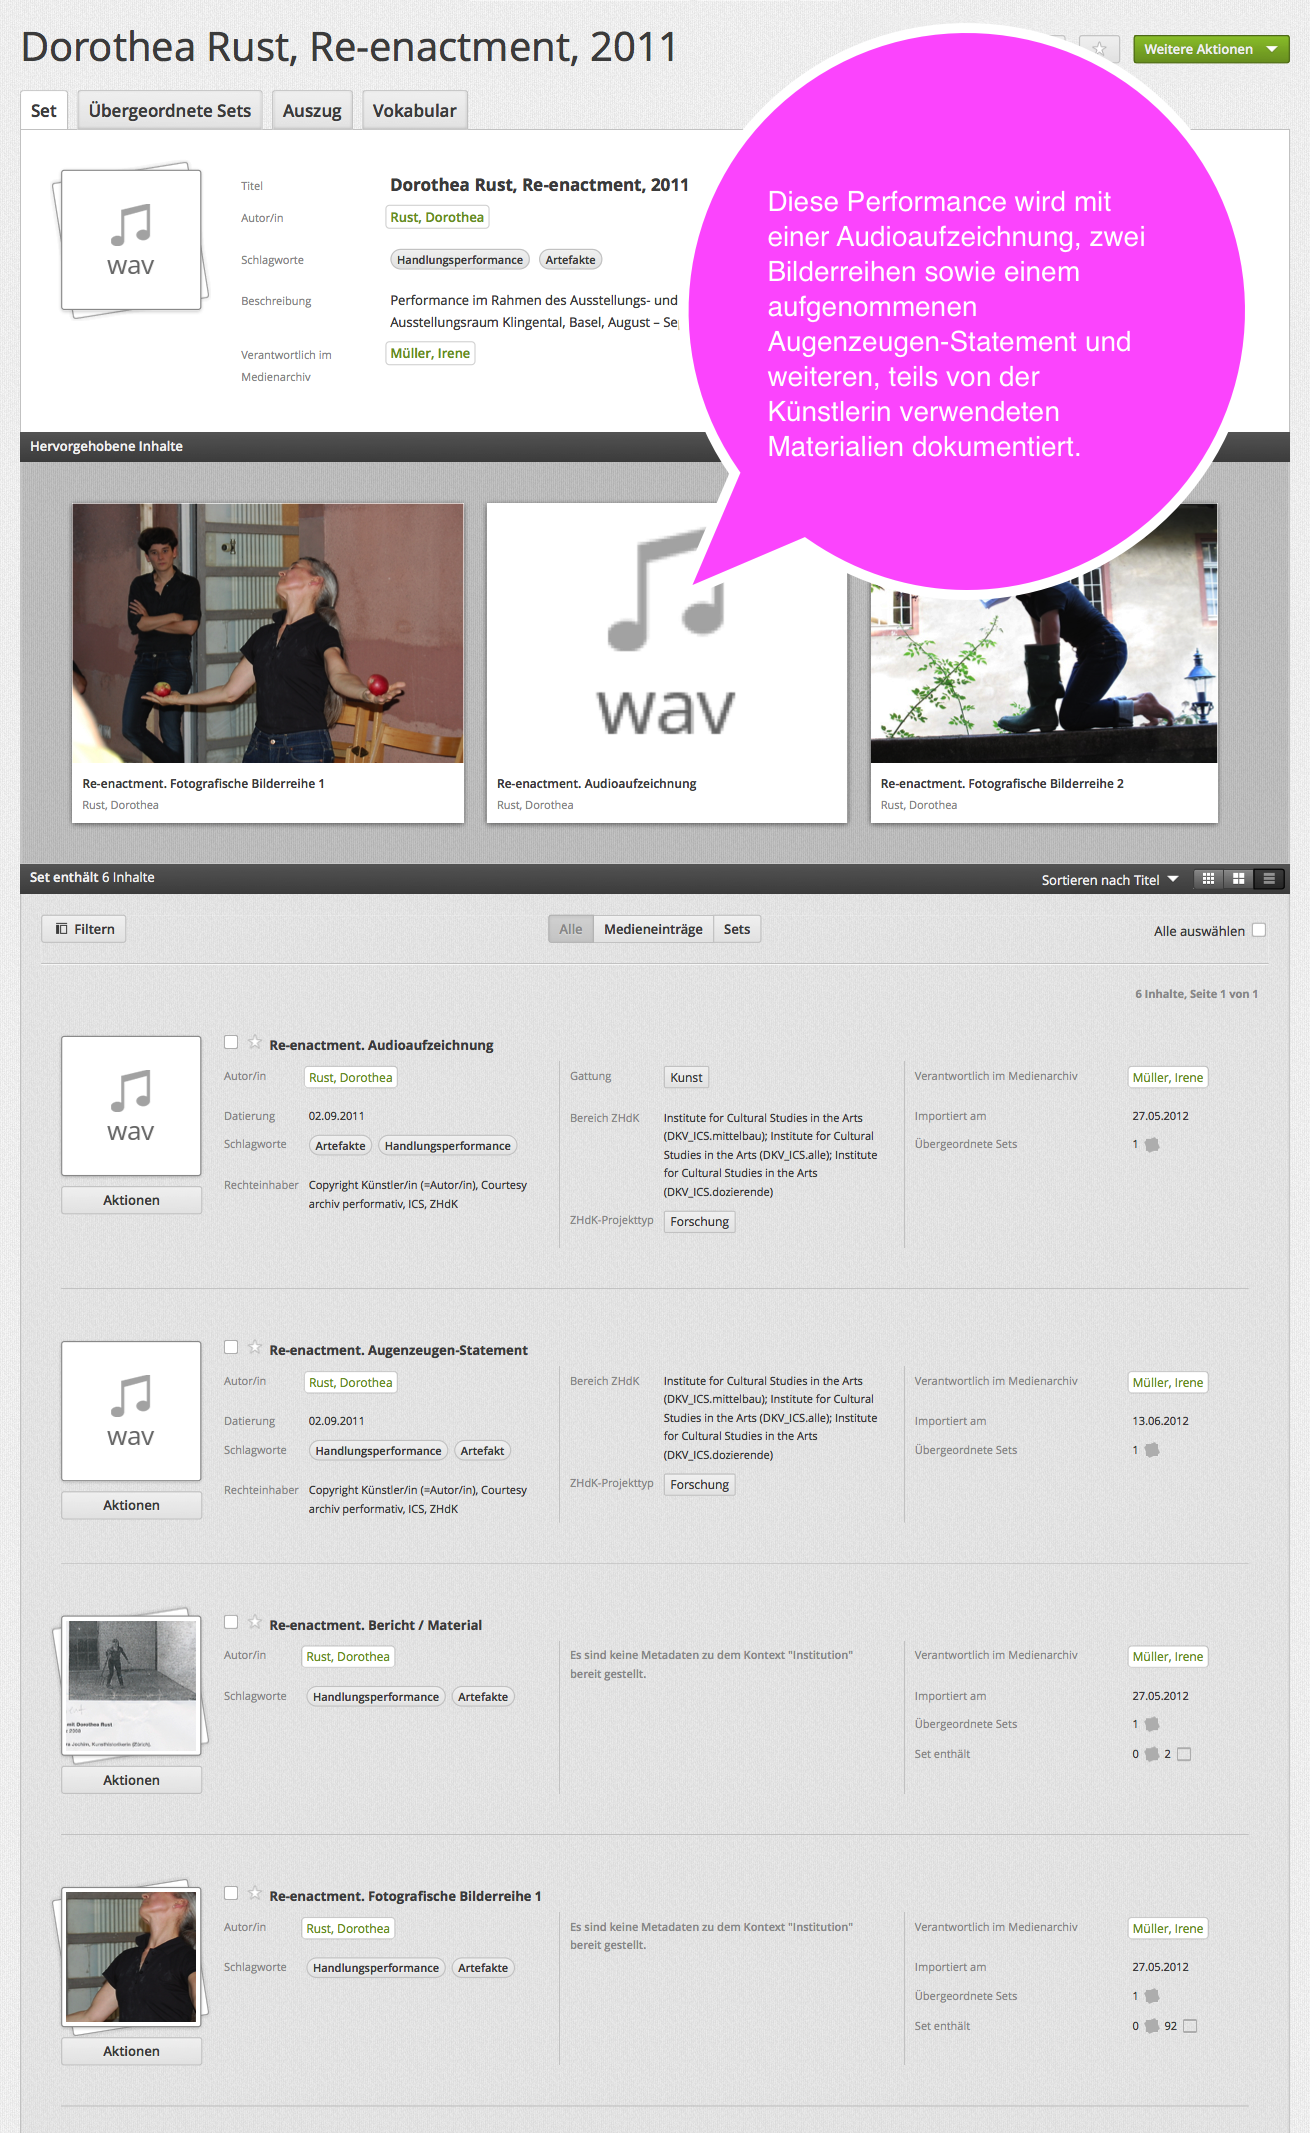 Dorothea Rust, Re-enactment, 2011
Weitere Aktionen
Set
Übergeordnete Sets
Auszug
Vokabular
wav
Titel
Dorothea Rust, Re-enactment, 2011
Autor/in
Rust, Dorothea
Schlagworte
Handlungsperformance
Artefakte
Beschreibung
Performance im Rahmen des Ausstellungs- und
Ausstellungsraum Klingental, Basel, August –
Verantwortlich im
Medienarchiv
Müller, Irene
Diese Performance wird mit
einer Audioaufzeichnung, zwei
Bilderreihen sowie einem
aufgenommenen
Augenzeugen-Statement und
weiteren, teils von der
Künstlerin verwendeten
Materialien dokumentiert.
Hervorgehobene Inhalte
wav
Re-enactment. Fotografische Bilderreihe 1
Rust, Dorothea
Re-enactment. Audioaufzeichnung
Rust, Dorothea
Re-enactment. Fotografische Bilderreihe 2
Rust, Dorothea
Set enthält 6 Inhalte
Sortieren nach Titel
Filtern
Alle
Medieneinträge
Sets
Alle auswählen
6 Inhalte, Seite 1 von 1
wav
Aktionen
Re-enactment. Audioaufzeichnung
Autor/in
Rust, Dorothea
Datierung
02.09.2011
Schlagworte
Artefakte
Handlungsperformance
Rechteinhaber
Copyright Künstler/in (=Autor/in), Courtesy
archiv performativ, ICS, ZHdK
Gattung
Kunst
Bereich ZHdK
Institute for Cultural Studies in the Arts
(DKV_ICS.mittelbau); Institute for Cultural
Studies in the Arts (DKV_ICS.alle); Institute
for Cultural Studies in the Arts
(DKV_ICS.dozierende)
ZHdK-Projekttyp
Forschung
Verantwortlich im Medienarchiv
Müller, Irene
Importiert am
27.05.2012
Übergeordnete Sets
1
wav
Aktionen
Re-enactment. Augenzeugen-Statement
Autor/in
Rust, Dorothea
Datierung
02.09.2011
Schlagworte
Handlungsperformance
Artefakt
Rechteinhaber
Copyright Künstler/in (=Autor/in), Courtesy
archiv performativ, ICS, ZHdK
Bereich ZHdK
Institute for Cultural Studies in the Arts
(DKV_ICS.mittelbau); Institute for Cultural
Studies in the Arts (DKV_ICS.alle); Institute
for Cultural Studies in the Arts
(DKV_ICS.dozierende)
ZHdK-Projekttyp
Forschung
Verantwortlich im Medienarchiv
Müller, Irene
Importiert am
13.06.2012
Übergeordnete Sets
1
mit Dorothea Rust
2008
Aktionen
Re-enactment. Bericht / Material
Autor/in
Rust, Dorothea
Schlagworte
Handlungsperformance
Artefakte
Es sind keine Metadaten zu dem Kontext "Institution"
bereit gestellt.
Verantwortlich im Medienarchiv
Müller, Irene
Importiert am
27.05.2012
Übergeordnete Sets
1
Set enthält
0 2
Aktionen
Re-enactment. Fotografische Bilderreihe 1
Autor/in
Rust, Dorothea
Schlagworte
Handlungsperformance
Artefakte
Es sind keine Metadaten zu dem Kontext "Institution"
bereit gestellt.
Verantwortlich im Medienarchiv
Müller, Irene
Importiert am
27.05.2012
Übergeordnete Sets
1
Set enthält
0 92